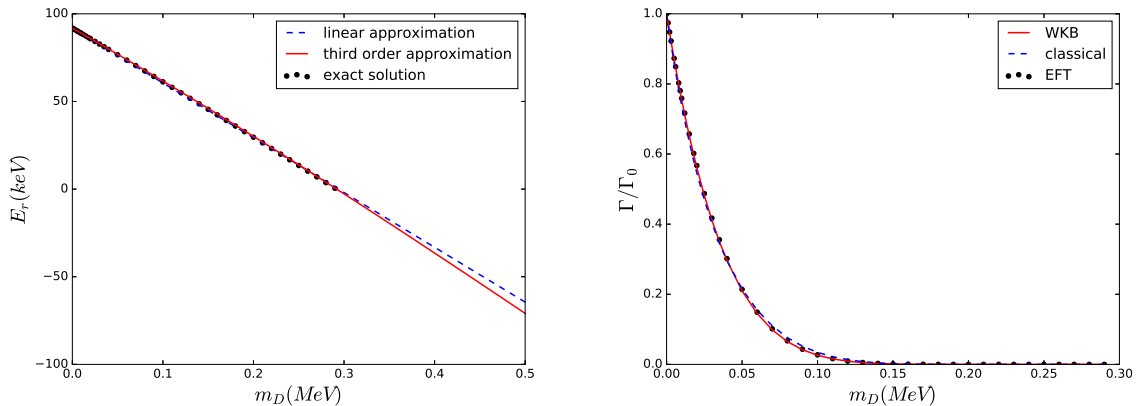 100
50
0
−50
−100
E_r(keV)
0.0 0.1 0.2 0.3 0.4 0.5
m_D(MeV)
linear approximation
third order approximation
exact solution
1.0
0.8
0.6
0.4
0.2
0.0
Γ/Γ₀
0.00 0.05 0.10 0.15 0.20 0.25 0.30
m_D(MeV)
WKB
classical
EFT